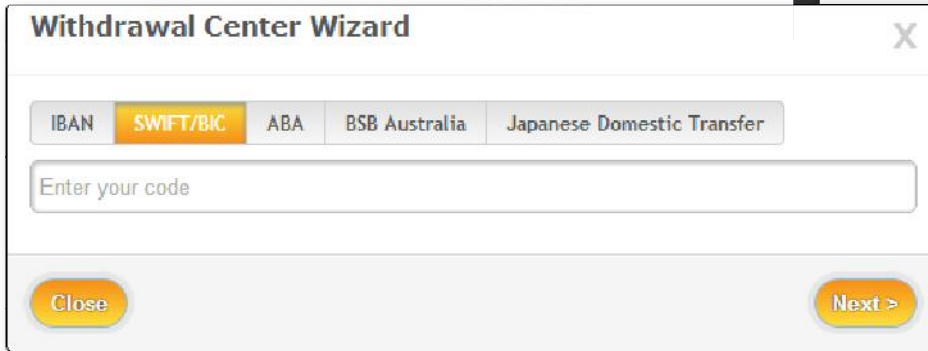 Withdrawal Center Wizard X
IBAN SWIFT/BIC ABA BSB Australia Japanese Domestic Transfer
Enter your code
Close Next >